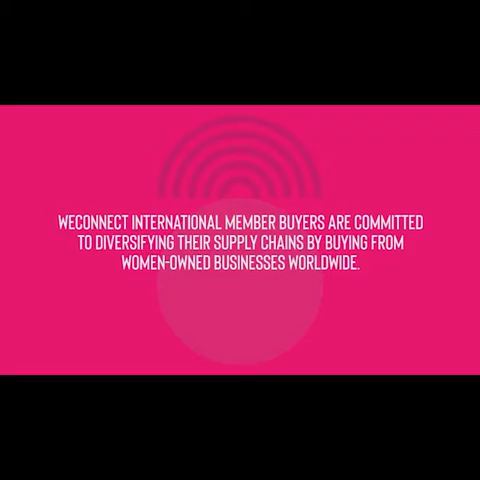 WECONNECT INTERNATIONAL MEMBER BUYERS ARE COMMITTED
TO DIVERSIFYING THEIR SUPPLY CHAINS BY BUYING FROM
WOMEN-OWNED BUSINESSES WORLDWIDE.